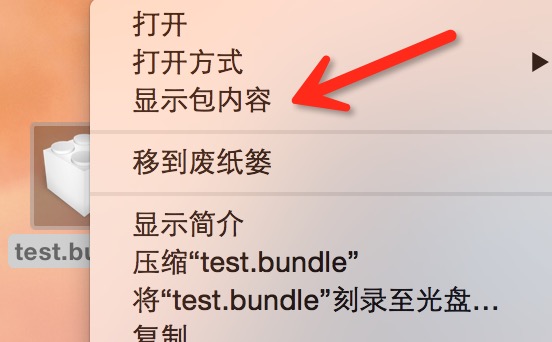 打开
打开方式
显示包内容
移到废纸篓
test.bu
显示简介
压缩“test.bundle”
将“test.bundle”刻录至光盘...
复制